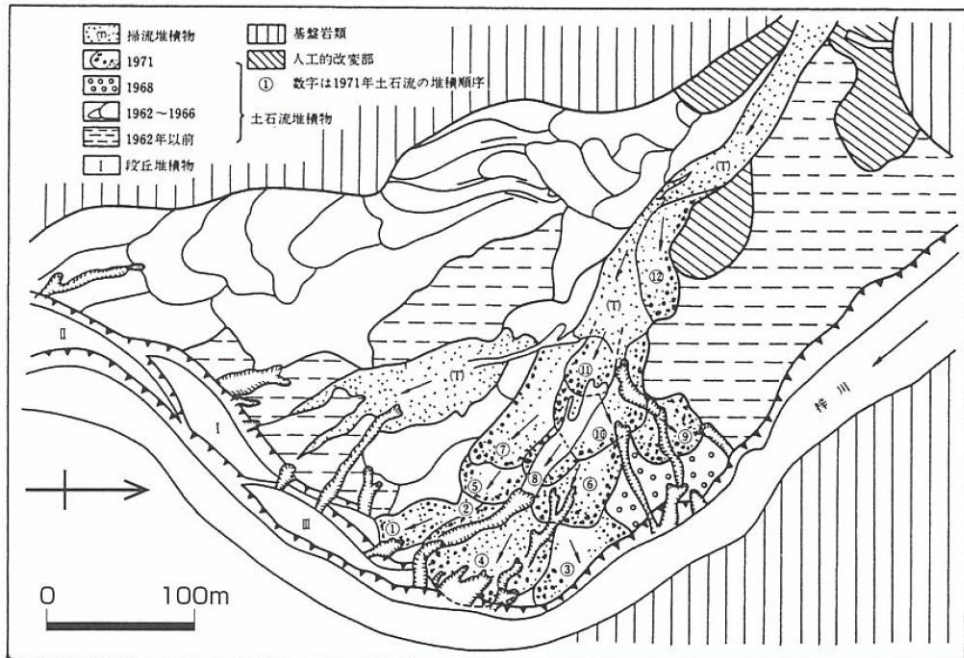 (T) 掃流堆積物
1971
1968
1962～1966
1962年以前
土石流堆積物
I 段丘堆積物
基盤岩類
人工的改変部
① 数字は1971年土石流の堆積順序
(T)
⑫
(T)
⑪
(T)
⑩
⑨
⑦
⑧
⑥
⑤
②
①
④
③
II
I
III
梓川
0 100m